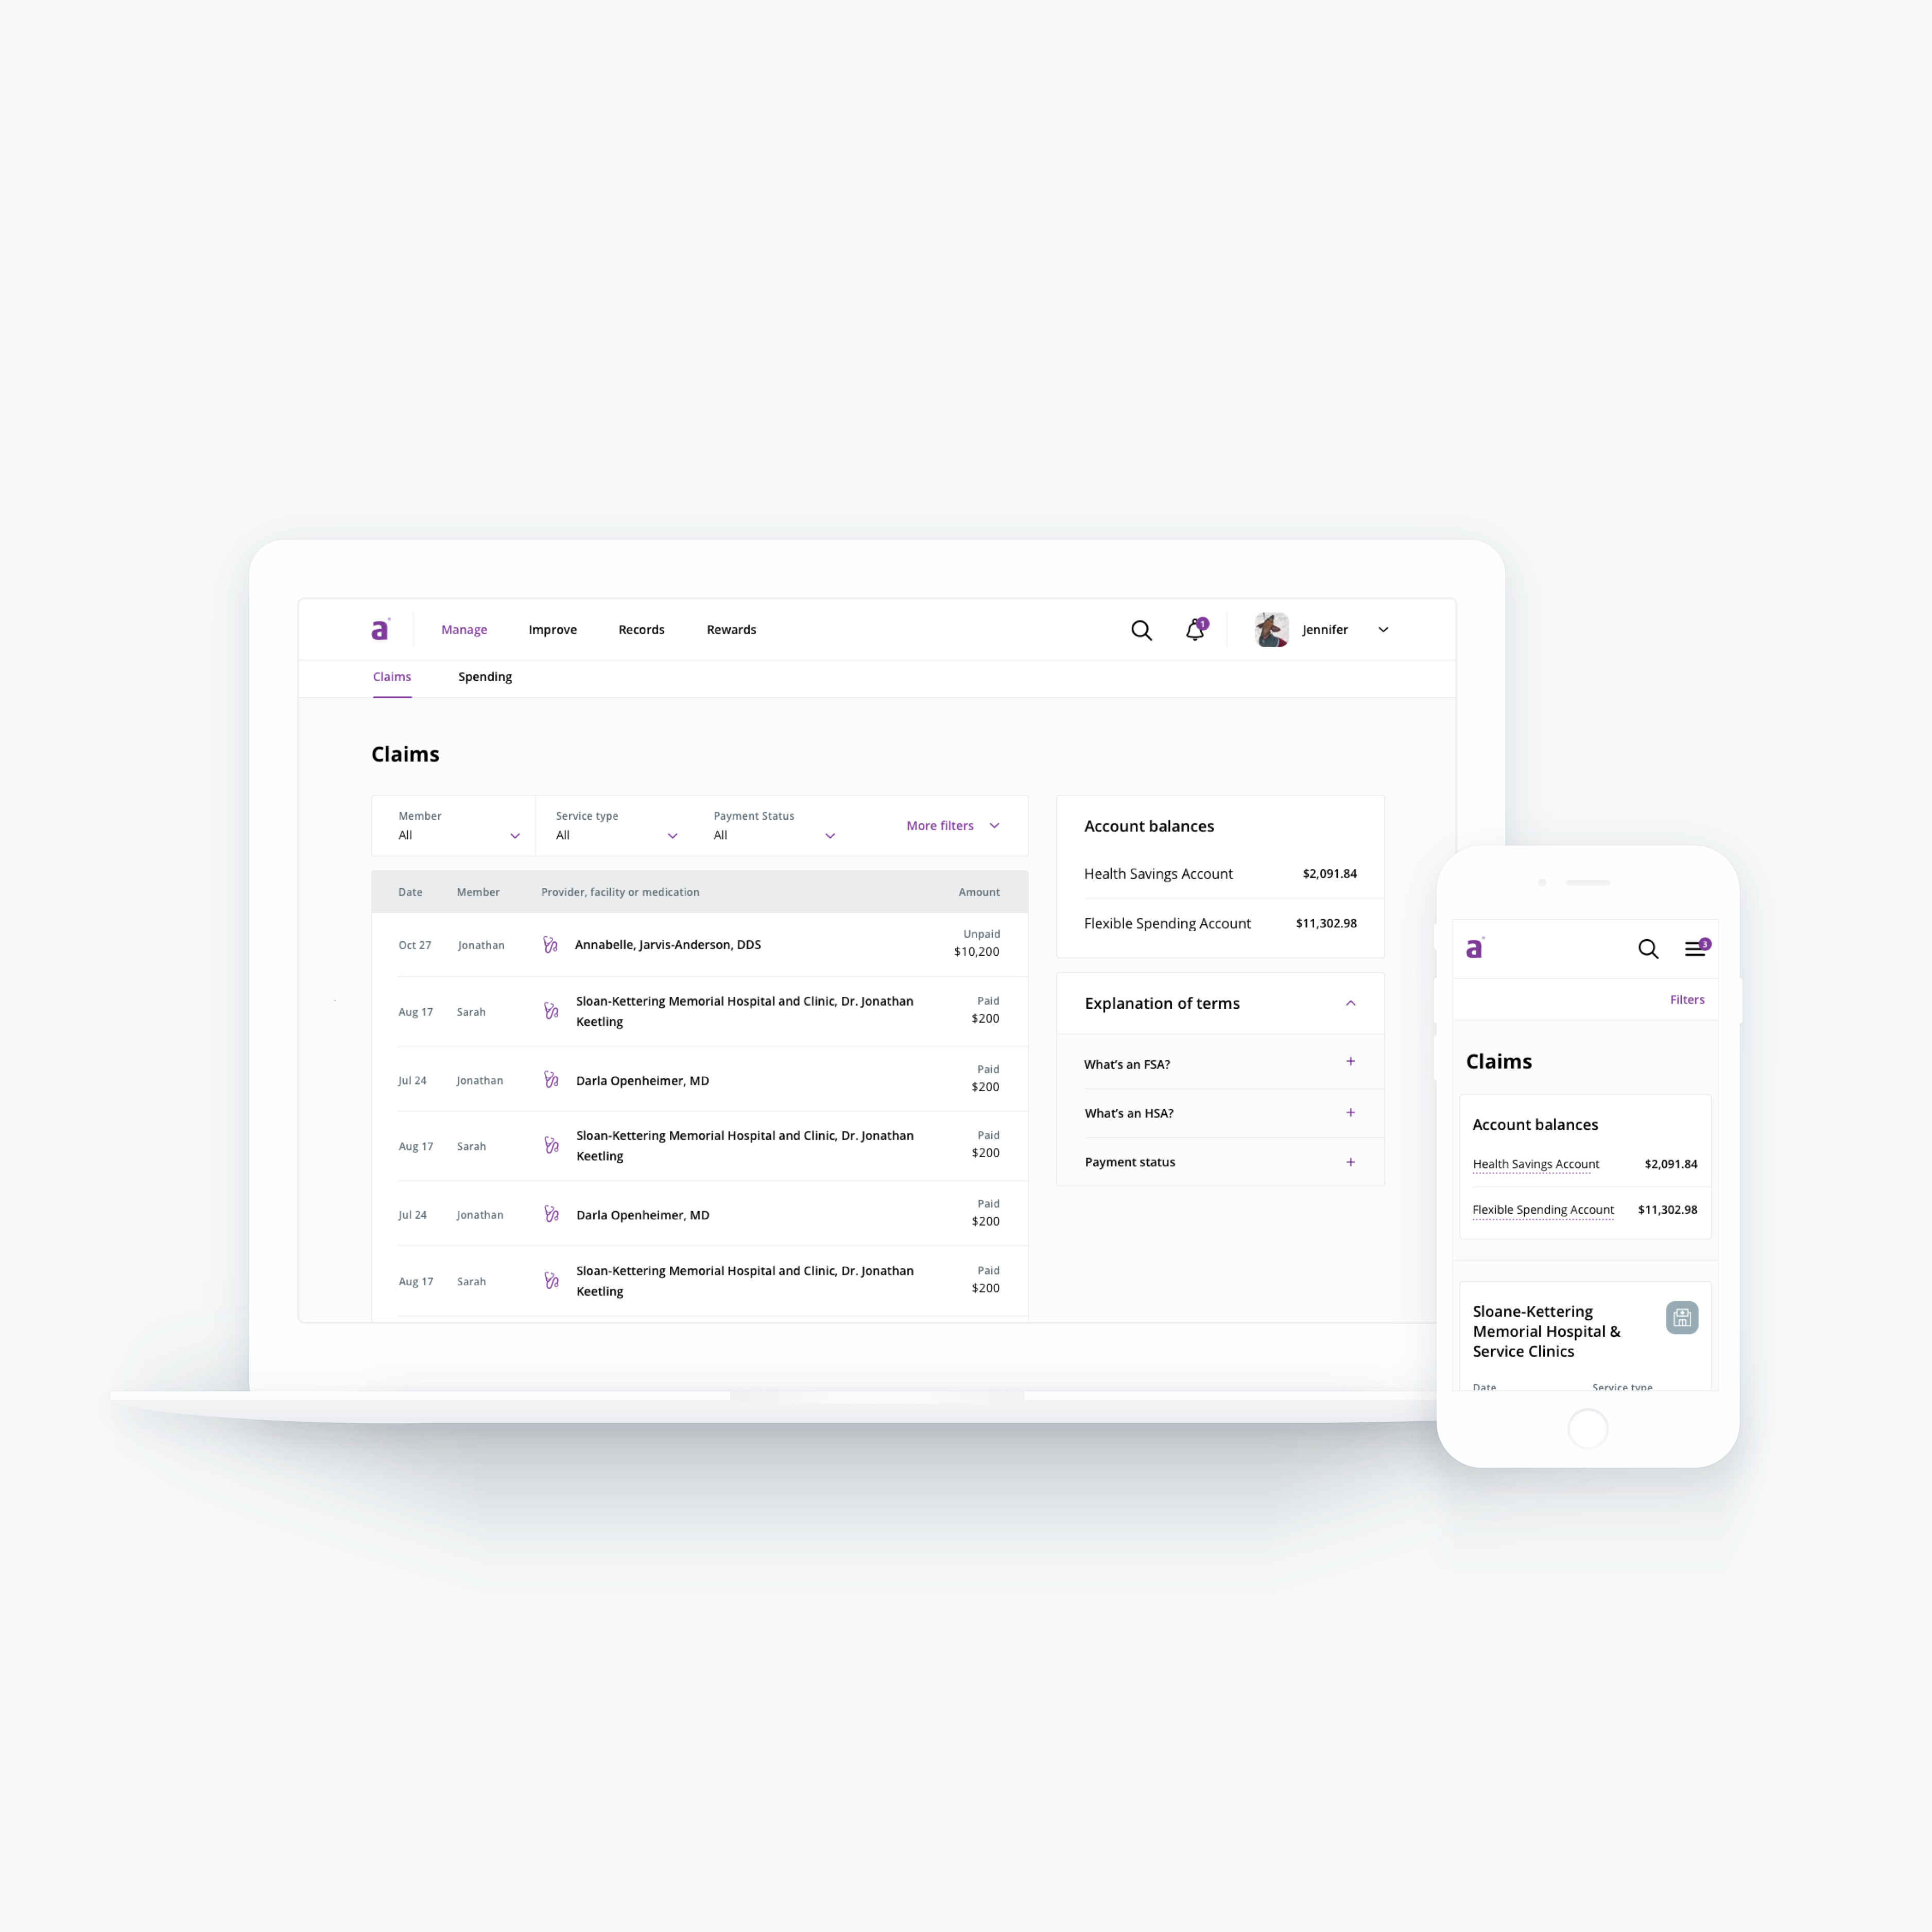 a
Manage
Improve
Records
Rewards
1
Jennifer
Claims
Spending
Claims
Member
All
Service type
All
Payment Status
All
More filters
Date
Member
Provider, facility or medication
Amount
Oct 27
Jonathan
Annabelle, Jarvis-Anderson, DDS
Unpaid
$10,200
Aug 17
Sarah
Sloan-Kettering Memorial Hospital and Clinic, Dr. Jonathan
Keetling
Paid
$200
Jul 24
Jonathan
Darla Openheimer, MD
Paid
$200
Aug 17
Sarah
Sloan-Kettering Memorial Hospital and Clinic, Dr. Jonathan
Keetling
Paid
$200
Jul 24
Jonathan
Darla Openheimer, MD
Paid
$200
Aug 17
Sarah
Sloan-Kettering Memorial Hospital and Clinic, Dr. Jonathan
Keetling
Paid
$200
Account balances
Health Savings Account
$2,091.84
Flexible Spending Account
$11,302.98
Explanation of terms
What's an FSA?
+
What's an HSA?
+
Payment status
+
a
3
Filters
Claims
Account balances
Health Savings Account
$2,091.84
Flexible Spending Account
$11,302.98
Sloane-Kettering
Memorial Hospital &
Service Clinics
Date
Service type